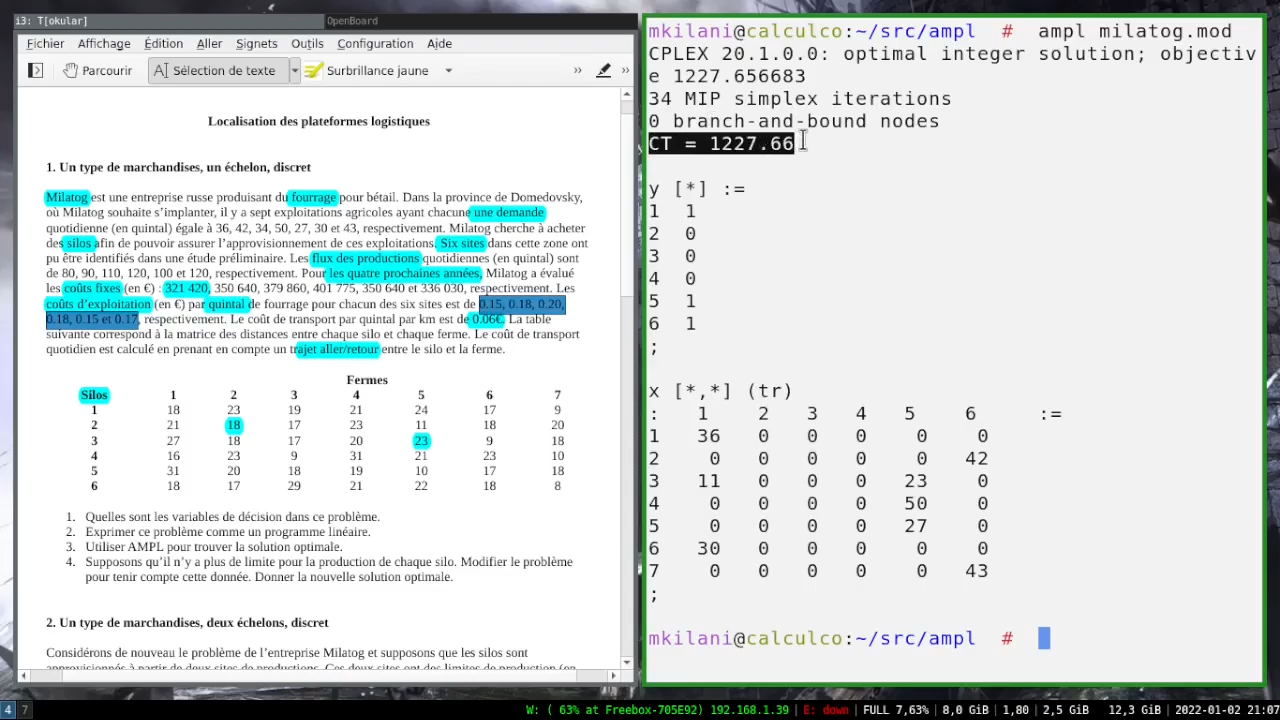 i3: T[okular]
OpenBoard
Fichier Affichage Édition Aller Signets Outils Configuration Aide
Parcourir Sélection de texte Surbrillance jaune » »
Localisation des plateformes logistiques
1. Un type de marchandises, un échelon, discret
Milatog est une entreprise russe produisant du fourrage pour bétail. Dans la province de Domedovsky,
où Milatog souhaite s'implanter, il y a sept exploitations agricoles ayant chacune une demande
quotidienne (en quintal) égale à 36, 42, 34, 50, 27, 30 et 43, respectivement. Milatog cherche à acheter
des silos afin de pouvoir assurer l'approvisionnement de ces exploitations. Six sites dans cette zone ont
pu être identifiés dans une étude préliminaire. Les flux des productions quotidiennes (en quintal) sont
de 80, 90, 110, 120, 100 et 120, respectivement. Pour les quatre prochaines années, Milatog a évalué
les coûts fixes (en €) : 321 420, 350 640, 379 860, 401 775, 350 640 et 336 030, respectivement. Les
coûts d'exploitation (en €) par quintal de fourrage pour chacun des six sites est de 0.15, 0.18, 0.20,
0.18, 0.15 et 0.17, respectivement. Le coût de transport par quintal par km est de 0.06€. La table
suivante correspond à la matrice des distances entre chaque silo et chaque ferme. Le coût de transport
quotidien est calculé en prenant en compte un trajet aller/retour entre le silo et la ferme.
Fermes
Silos 1 2 3 4 5 6 7
1 18 23 19 21 24 17 9
2 21 18 17 23 11 18 20
3 27 18 17 20 23 9 18
4 16 23 9 31 21 23 10
5 31 20 18 19 10 17 18
6 18 17 29 21 22 18 8
1. Quelles sont les variables de décision dans ce problème.
2. Exprimer ce problème comme un programme linéaire.
3. Utiliser AMPL pour trouver la solution optimale.
4. Supposons qu'il n'y a plus de limite pour la production de chaque silo. Modifier le problème
pour tenir compte cette donnée. Donner la nouvelle solution optimale.
2. Un type de marchandises, deux échelons, discret
Considérons de nouveau le problème de l'entreprise Milatog et supposons que les silos sont
approvisionnés à partir de deux sites de productions. Ces deux sites ont des limites de production (en
mkilani@calculco:~/src/ampl # ampl milatog.mod
CPLEX 20.1.0.0: optimal integer solution; objectiv
e 1227.656683
34 MIP simplex iterations
0 branch-and-bound nodes
CT = 1227.66
y [*] :=
1 1
2 0
3 0
4 0
5 1
6 1
;
x [*,*] (tr)
: 1 2 3 4 5 6 :=
1 36 0 0 0 0 0
2 0 0 0 0 0 42
3 11 0 0 0 23 0
4 0 0 0 0 50 0
5 0 0 0 0 27 0
6 30 0 0 0 0 0
7 0 0 0 0 0 43
;
mkilani@calculco:~/src/ampl #
4 7 W: ( 63% at Freebox-705E92) 192.168.1.39 | E: down | FULL 7,63% | 8,0 GiB | 1,80 | 2,5 GiB | 12,3 GiB | 2022-01-02 21:07